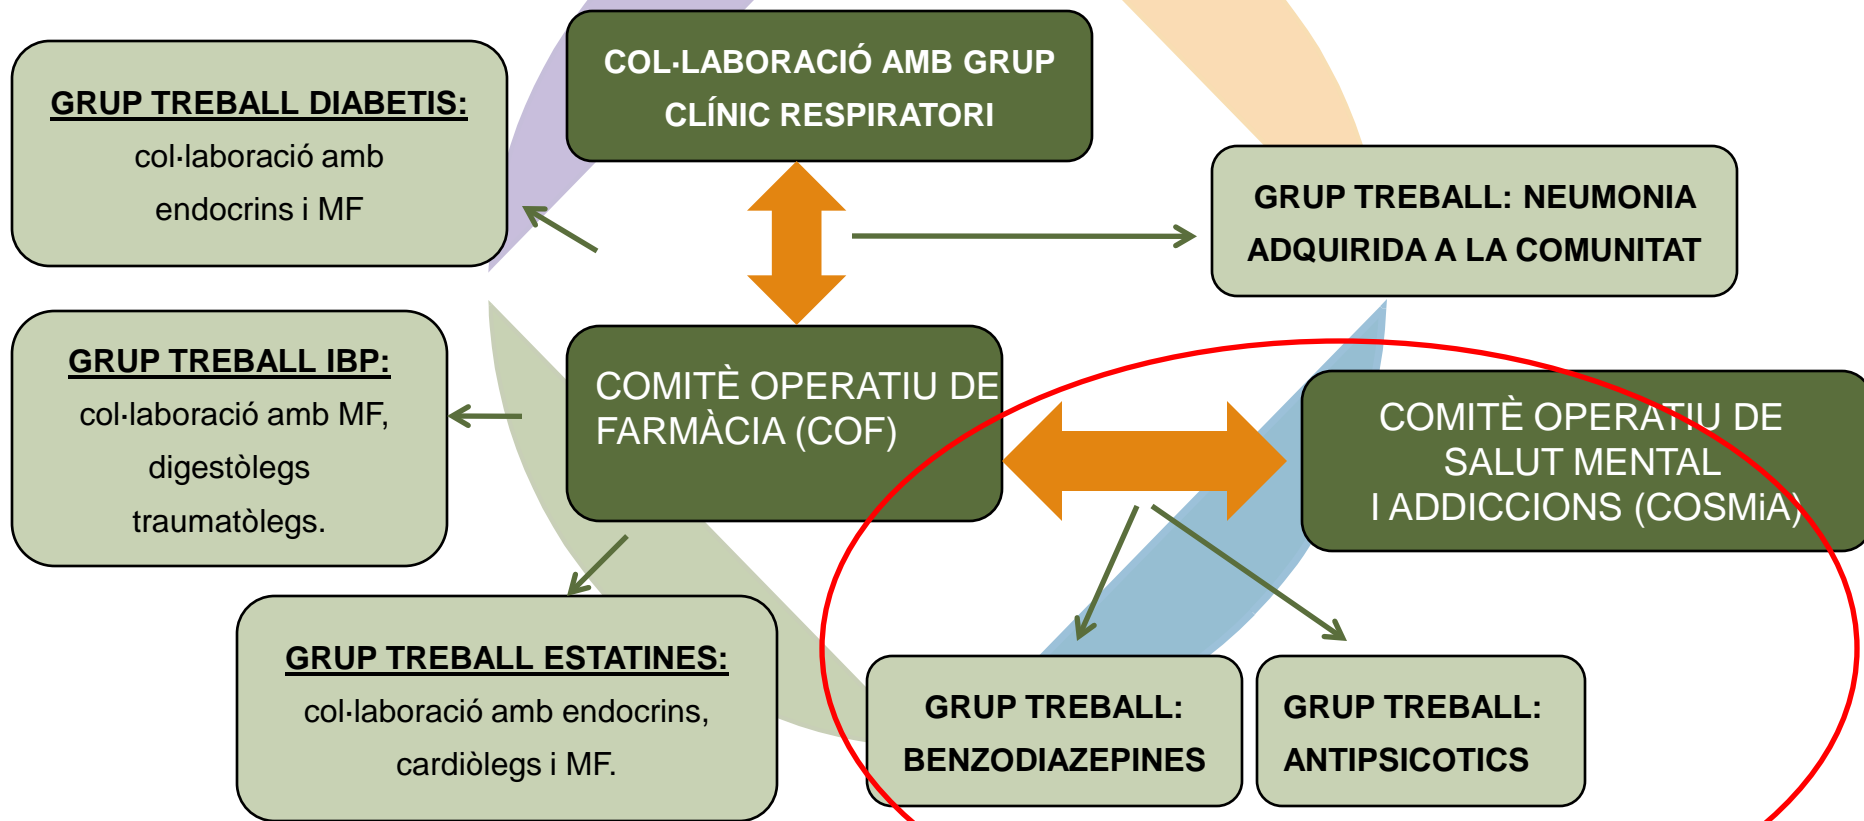 GRUP TREBALL DIABETIS:
col·laboració amb
endocrins i MF
COL·LABORACIÓ AMB GRUP
CLÍNIC RESPIRATORI
GRUP TREBALL: NEUMONIA
ADQUIRIDA A LA COMUNITAT
GRUP TREBALL IBP:
col·laboració amb MF,
digestòlegs
traumatòlegs.
COMITÈ OPERATIU DE
FARMÀCIA (COF)
COMITÈ OPERATIU DE
SALUT MENTAL
I ADDICCIONS (COSMiA)
GRUP TREBALL ESTATINES:
col·laboració amb endocrins,
cardiòlegs i MF.
GRUP TREBALL:
BENZODIAZEPINES
GRUP TREBALL:
ANTIPSICOTICS